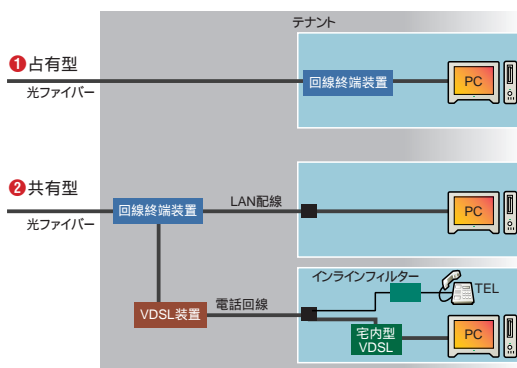 テナント
❶占有型
光ファイバー
回線終端装置
PC
❷共有型
光ファイバー
回線終端装置
LAN配線
PC
インラインフィルター
TEL
VDSL装置
電話回線
宅内型
VDSL
PC